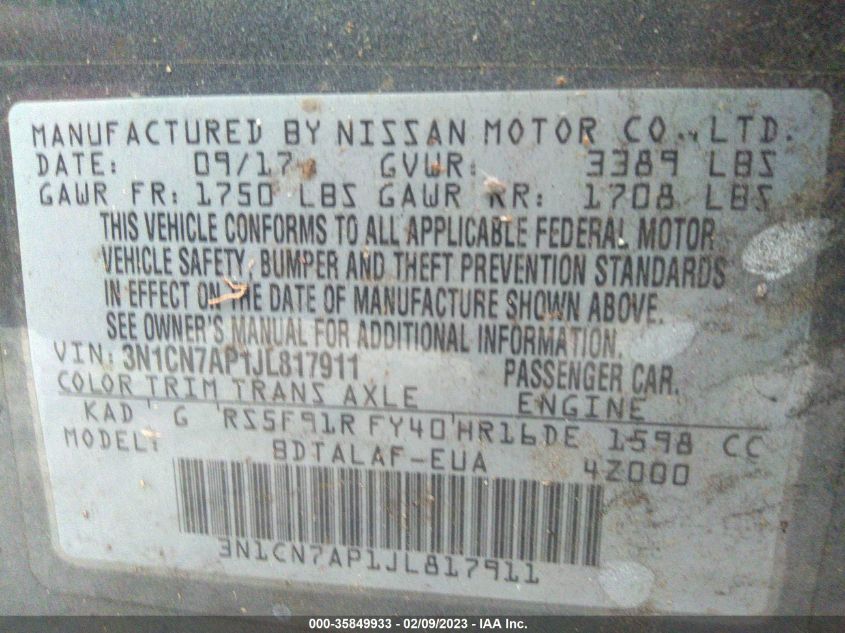 MANUFACTURED BY NISSAN MOTOR CO., LTD.
DATE: 09/17 GVWR: 3389 LBS
GAWR FR: 1750 LBS GAWR RR: 1708 LBS
THIS VEHICLE CONFORMS TO ALL APPLICABLE FEDERAL MOTOR
VEHICLE SAFETY, BUMPER AND THEFT PREVENTION STANDARDS
IN EFFECT ON THE DATE OF MANUFACTURE SHOWN ABOVE.
SEE OWNER'S MANUAL FOR ADDITIONAL INFORMATION.
VIN: 3N1CN7AP1JL817911 PASSENGER CAR.
COLOR TRIM TRANS AXLE ENGINE
KAD G RS5F91R FY40 HR16DE 1598 CC
MODEL: BDTALAF-EUA 4Z000
3N1CN7AP1JL817911
000-35849933 - 02/09/2023 - IAA Inc.